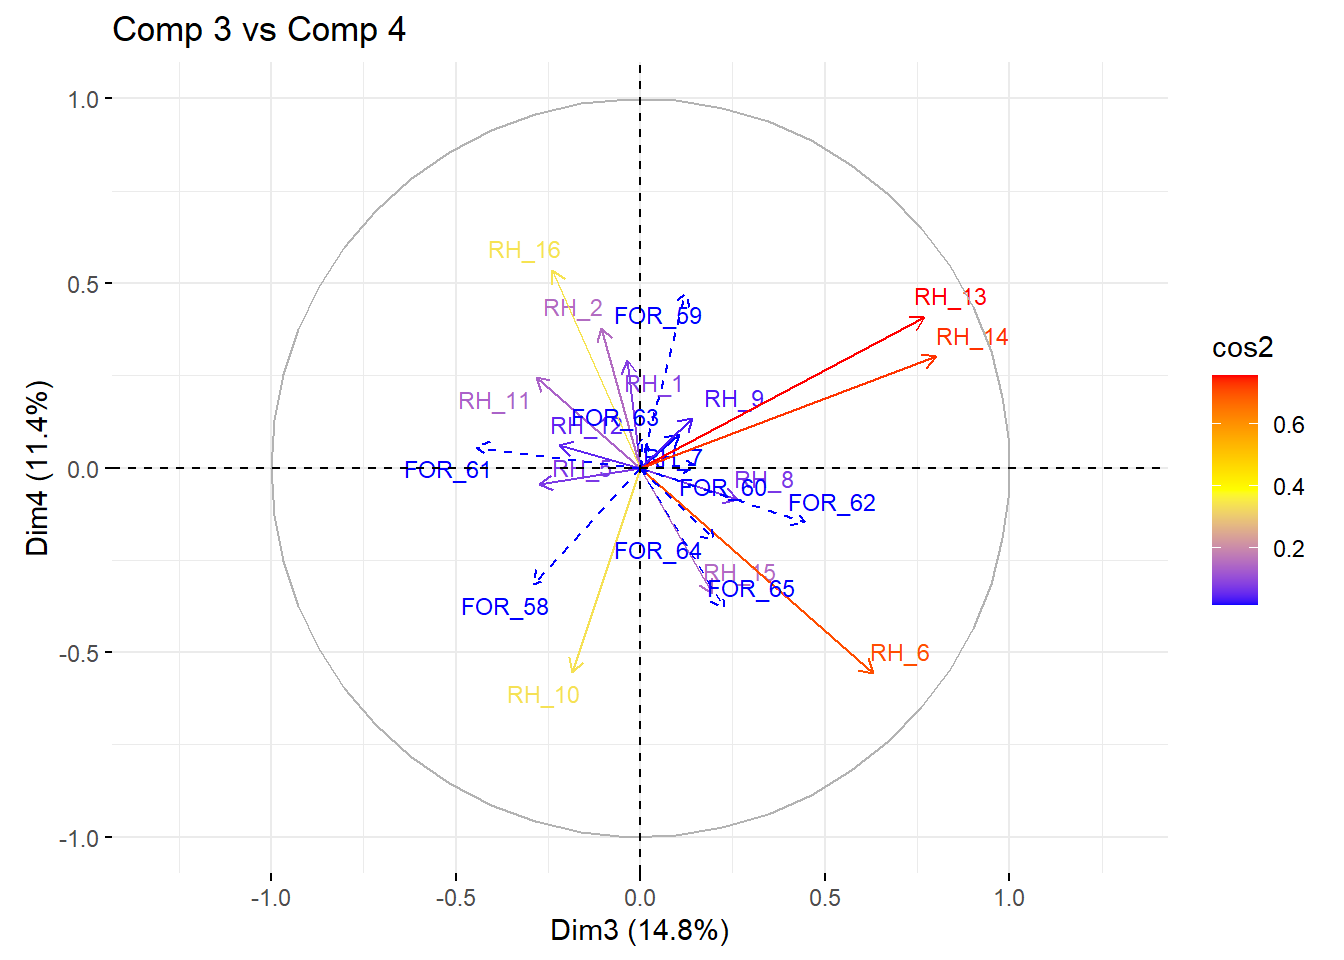 Comp 3 vs Comp 4
1.0
0.5
0.0
-0.5
-1.0
Dim4 (11.4%)
RH_16
RH_2
FOR_59
RH_13
RH_14
RH_1
RH_11
RH_9
FOR_63
RH_12
FOR_61
RH_5
RH_8
FOR_60
FOR_62
FOR_64
RH_15
FOR_65
FOR_58
RH_6
RH_10
-1.0
-0.5
0.0
0.5
1.0
Dim3 (14.8%)
cos2
0.6
0.4
0.2